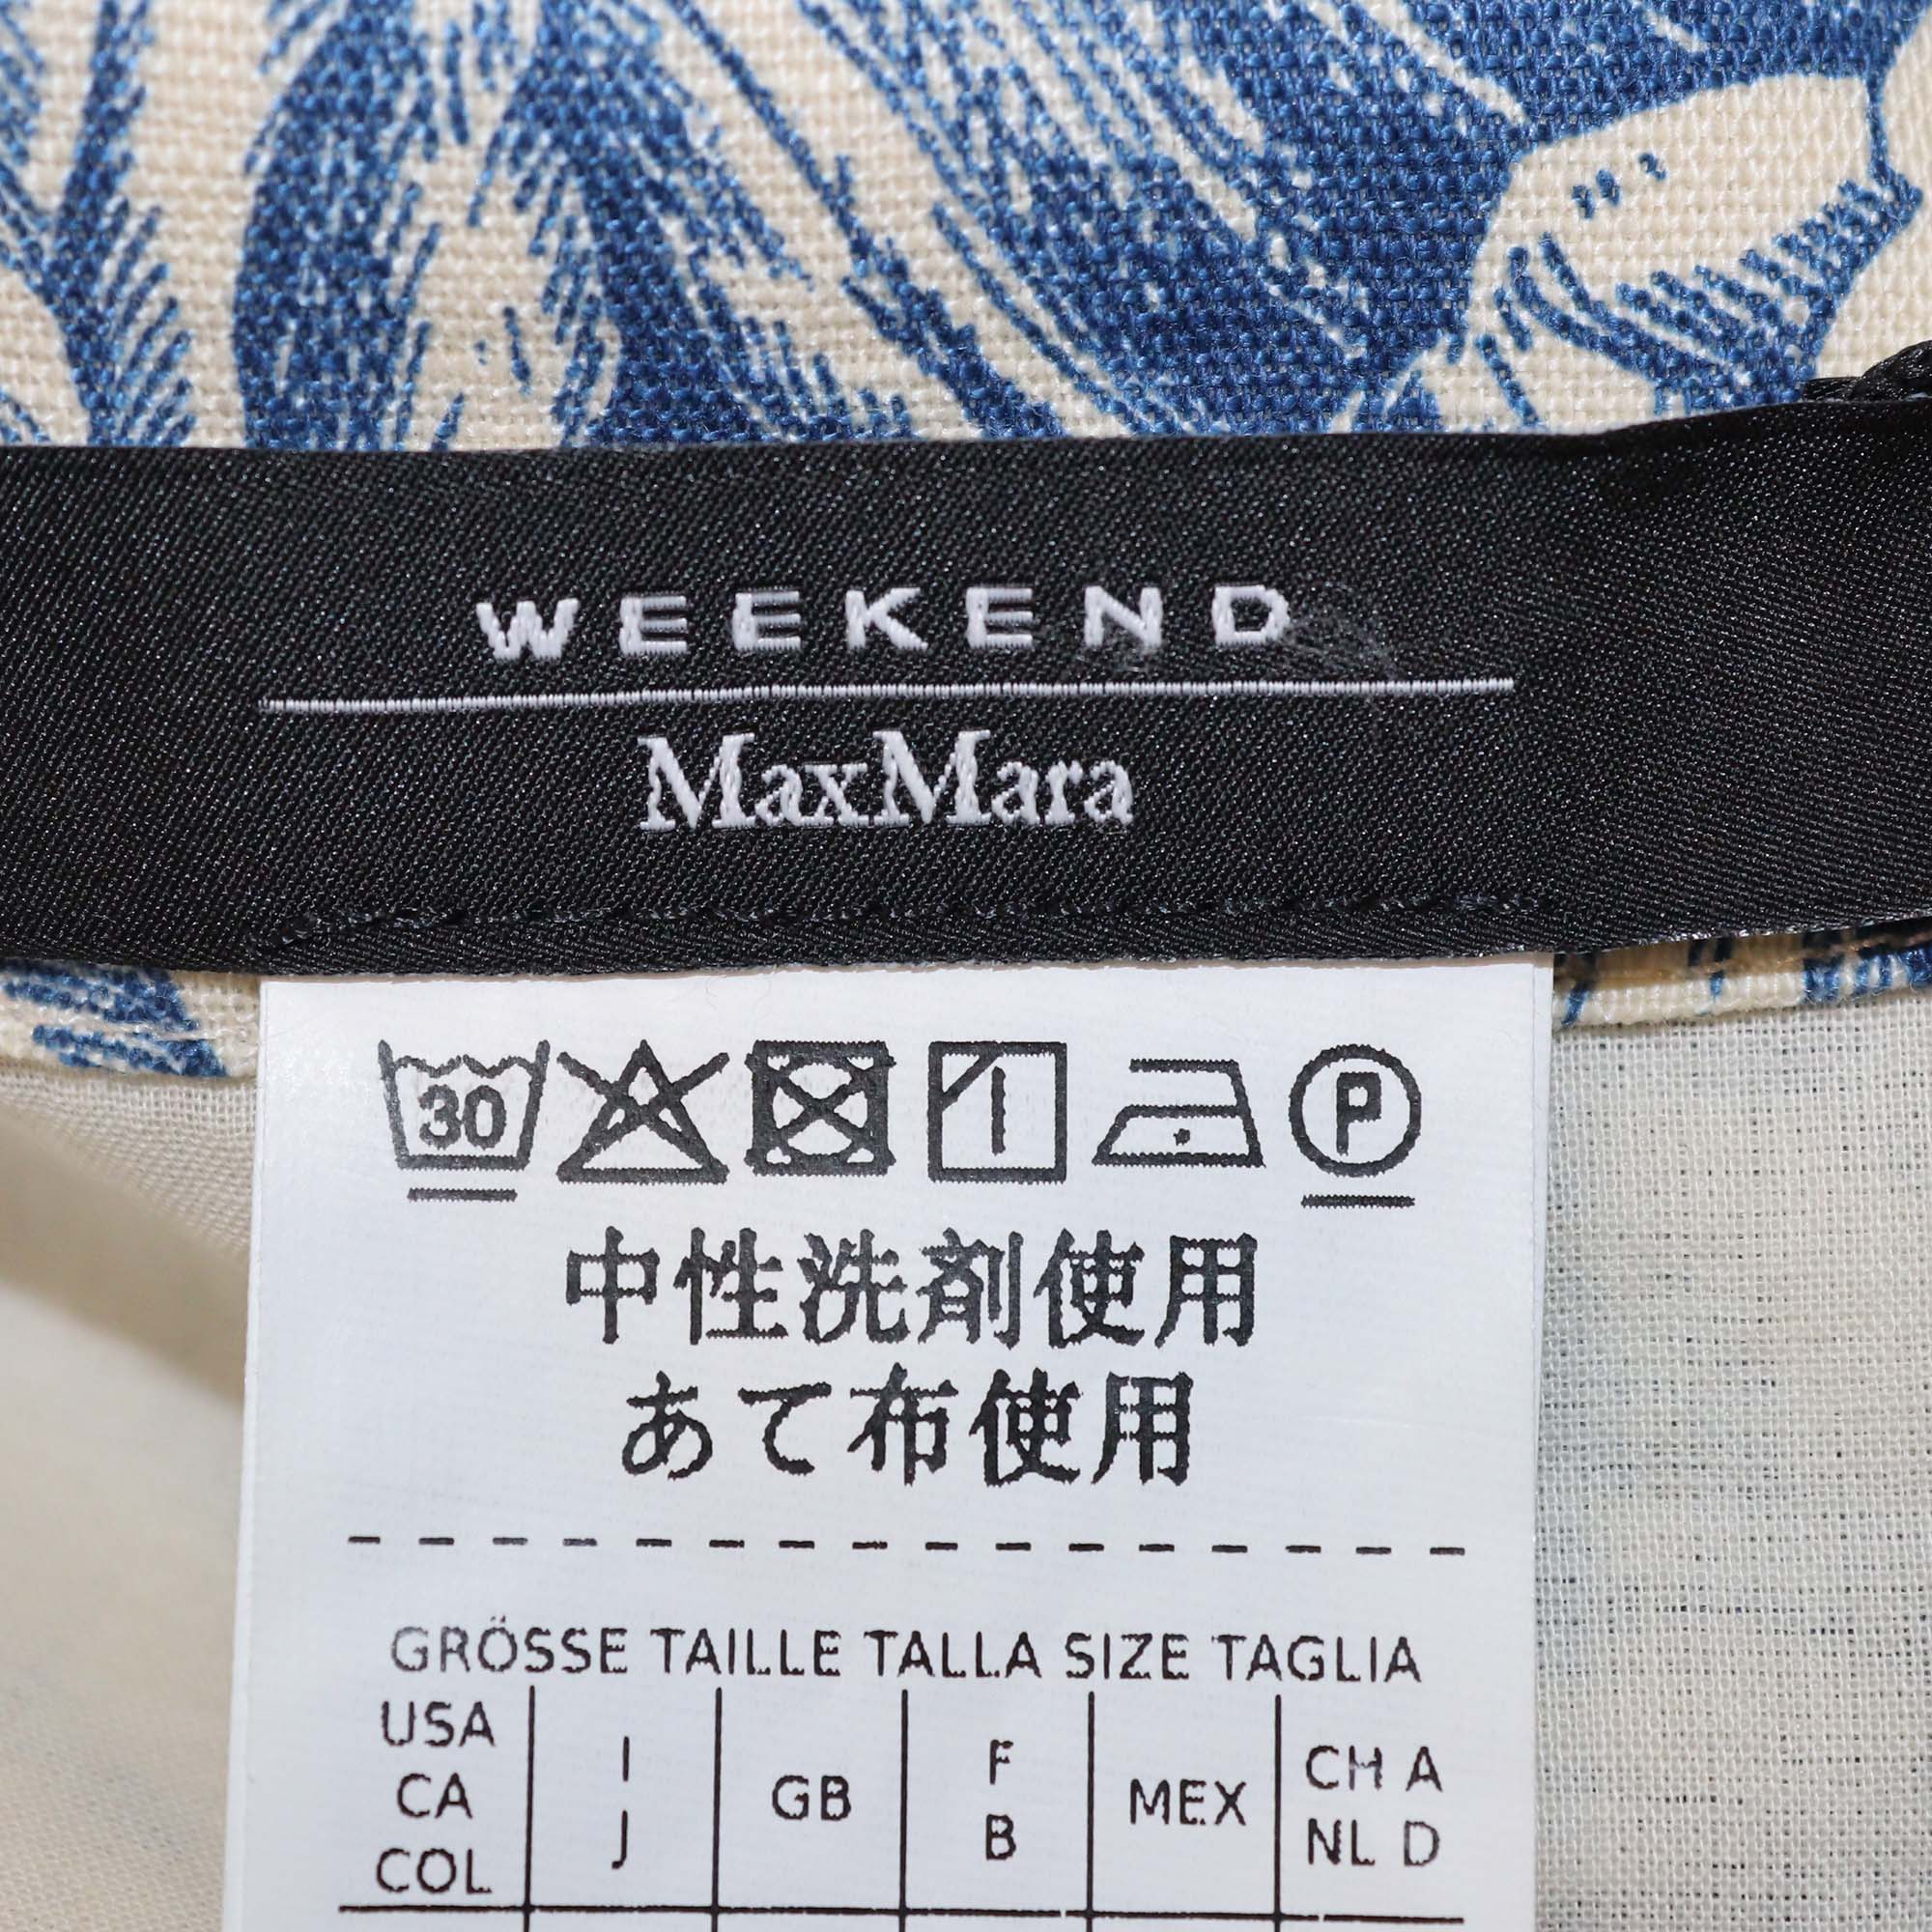 WEEKEND
MaxMara
30 P
中性洗剤使用
あて布使用
GRÖSSE TAILLE TALLA SIZE TAGLIA
USA CA COL
I J
GB
F B
MEX
CH A NL D